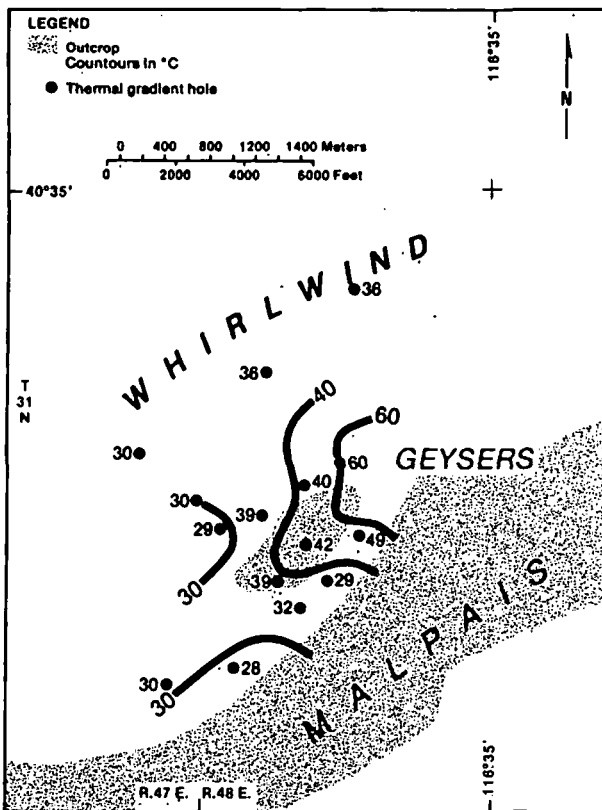 LEGEND
Outcrop
Countours in °C
Thermal gradient hole
116°35'
N
0 400 800 1200 1400 Meters
0 2000 4000 6000 Feet
40°35'
WHIRLWIND
36
36
T
31
N
40
60
30
60
GEYSERS
40
30
39
29
49
42
30
39
29
32
28
30
30
MALPAIS
116°35'
R.47 E. R.48 E.